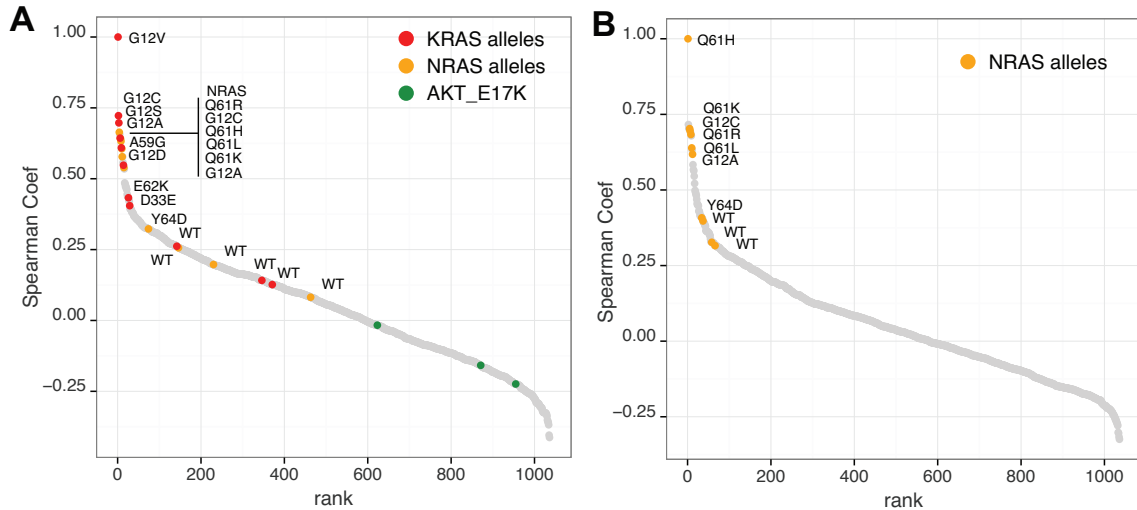 A
Spearman Coef
1.00
0.75
0.50
0.25
0.00
−0.25
G12V
KRAS alleles
NRAS alleles
AKT_E17K
G12C
G12S
G12A
A59G
G12D
NRAS
Q61R
G12C
Q61H
Q61L
Q61K
G12A
E62K
D33E
Y64D
WT
WT
WT
WT
WT
WT
0
200
400
600
800
1000
rank
B
Spearman Coef
1.00
0.75
0.50
0.25
0.00
−0.25
Q61H
NRAS alleles
Q61K
G12C
Q61R
Q61L
G12A
Y64D
WT
WT
WT
0
200
400
600
800
1000
rank